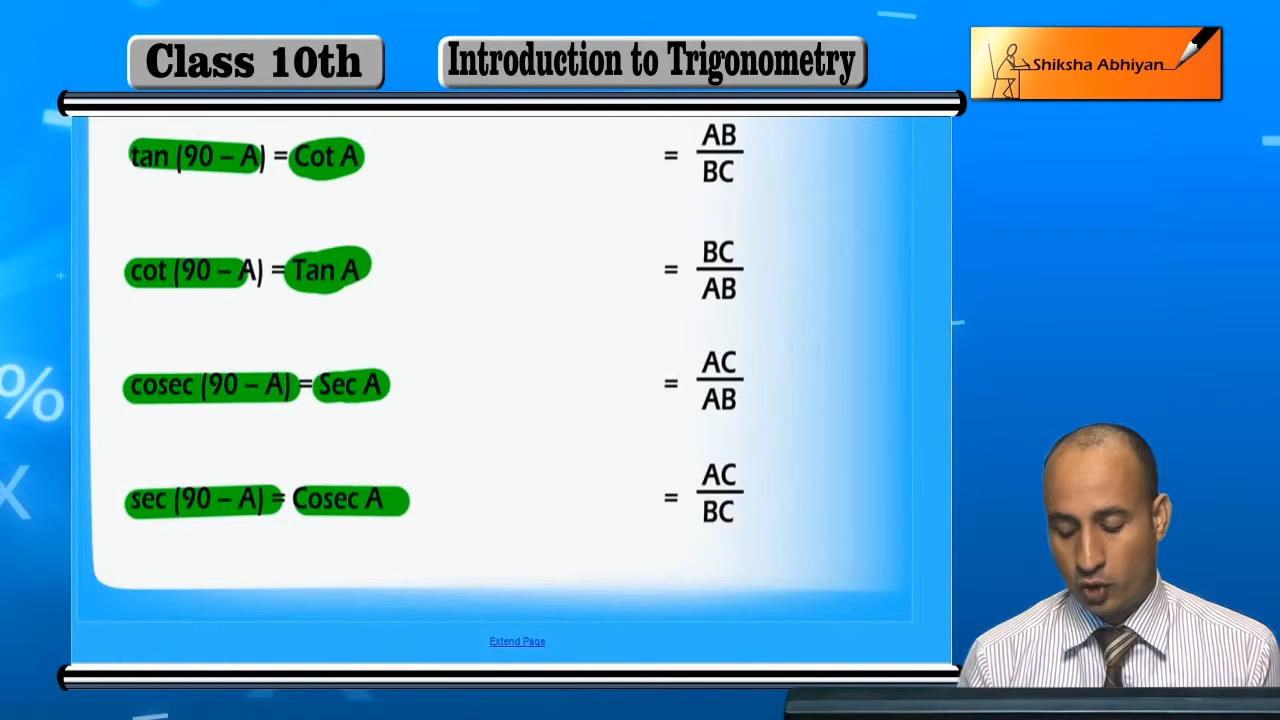 Class 10th
Introduction to Trigonometry
Shiksha Abhiyan
tan (90 – A) = Cot A = AB
BC
cot (90 – A) = Tan A = BC
AB
cosec (90 – A) = Sec A = AC
AB
sec (90 – A) = Cosec A = AC
BC
Extend Page
%
X